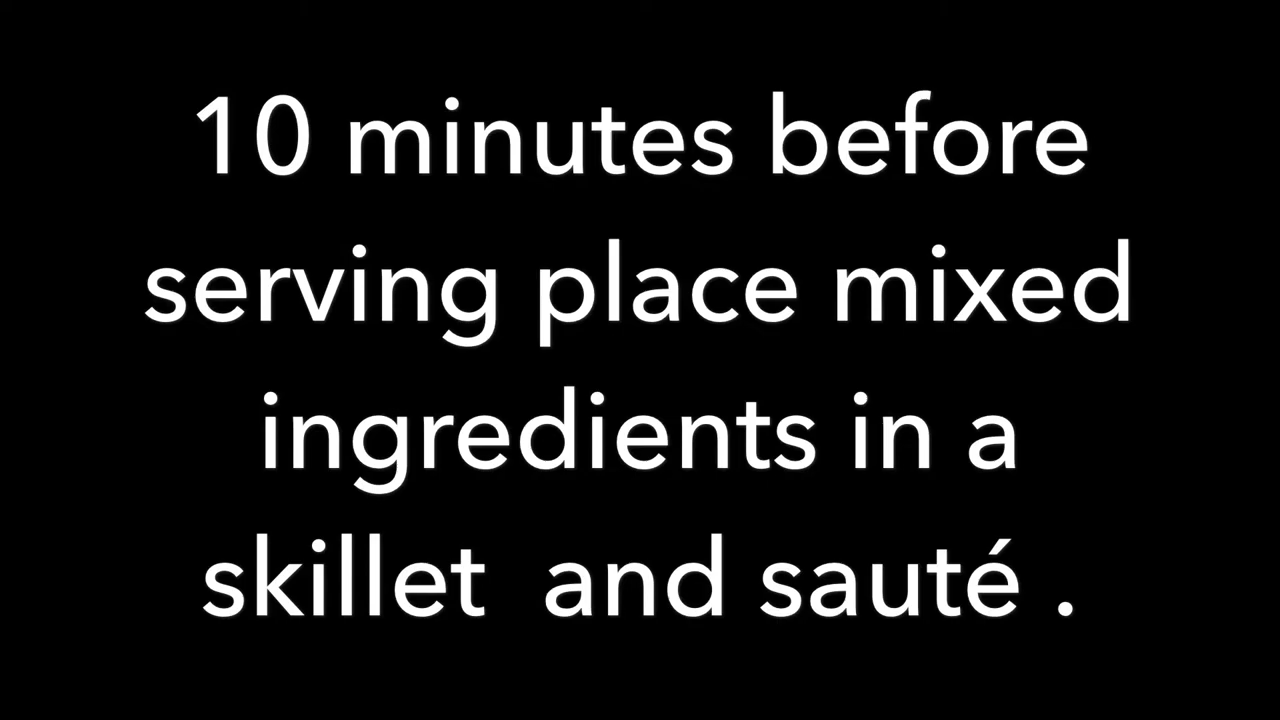 10 minutes before
serving place mixed
ingredients in a
skillet  and sauté .